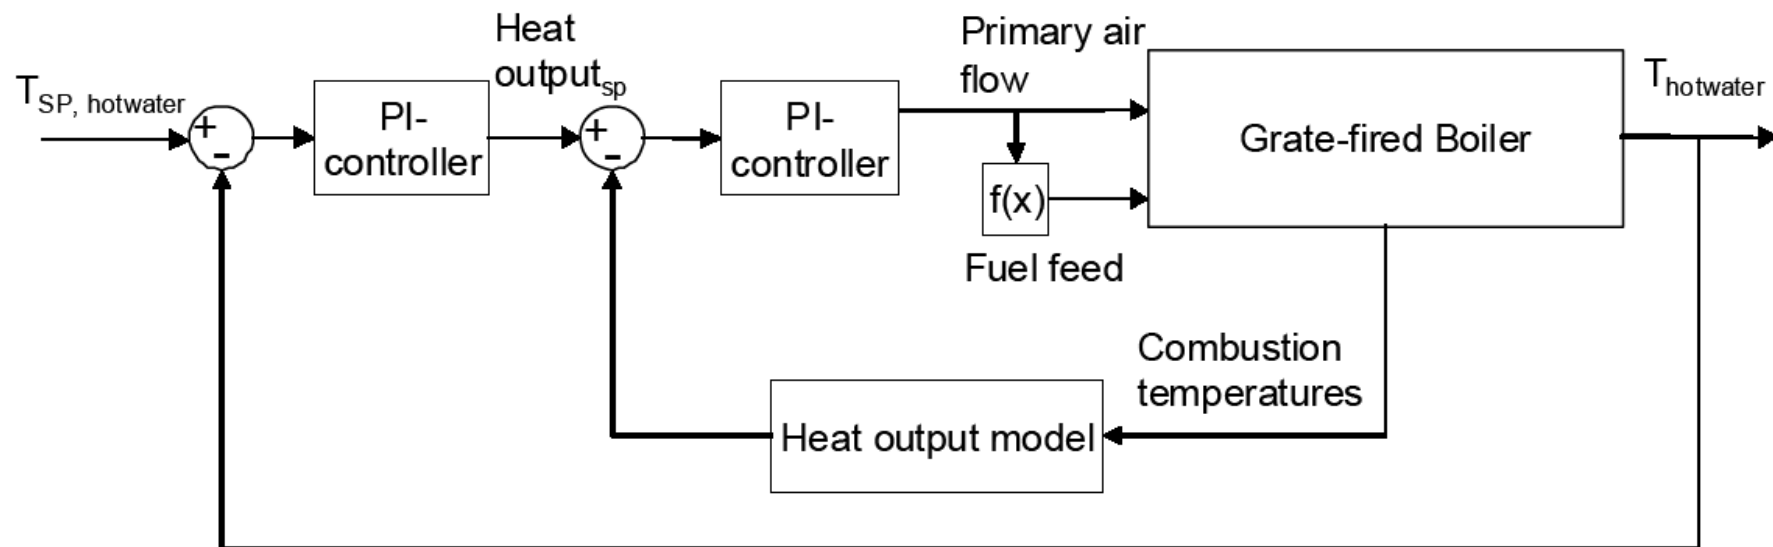 T_SP, hotwater
+
-
PI-
controller
Heat
output_sp
+
-
PI-
controller
Primary air
flow
f(x)
Fuel feed
Grate-fired Boiler
T_hotwater
Combustion
temperatures
Heat output model